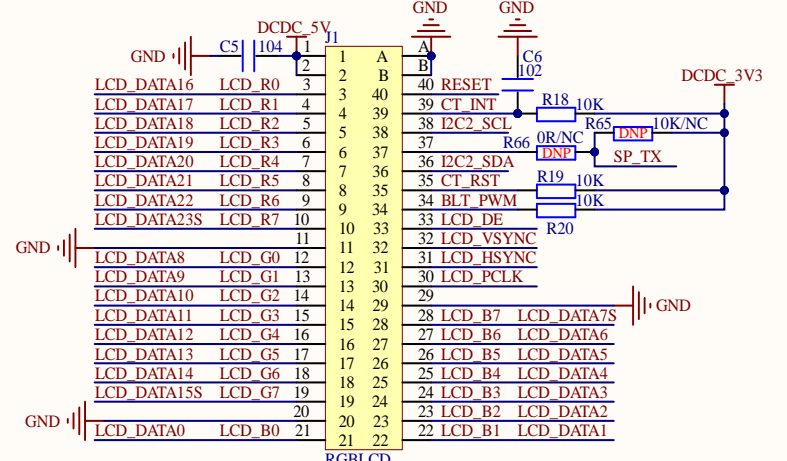 GND GND
DCDC_5V J1
C5 104 1 1 A A C6
GND 2 2 B B 102
DCDC_3V3
LCD_DATA16 LCD_R0 3 3 40 40 RESET
LCD_DATA17 LCD_R1 4 4 39 39 CT_INT R18 10K
LCD_DATA18 LCD_R2 5 5 38 38 I2C2_SCL R65 DNP 10K/NC
LCD_DATA19 LCD_R3 6 6 37 37 R66 0R/NC DNP SP_TX
LCD_DATA20 LCD_R4 7 7 36 36 I2C2_SDA
LCD_DATA21 LCD_R5 8 8 35 35 CT_RST R19 10K
LCD_DATA22 LCD_R6 9 9 34 34 BLT_PWM 10K
LCD_DATA23S LCD_R7 10 10 33 33 LCD_DE R20
GND 11 11 32 32 LCD_VSYNC
LCD_DATA8 LCD_G0 12 12 31 31 LCD_HSYNC
LCD_DATA9 LCD_G1 13 13 30 30 LCD_PCLK
LCD_DATA10 LCD_G2 14 14 29 29 GND
LCD_DATA11 LCD_G3 15 15 28 28 LCD_B7 LCD_DATA7S
LCD_DATA12 LCD_G4 16 16 27 27 LCD_B6 LCD_DATA6
LCD_DATA13 LCD_G5 17 17 26 26 LCD_B5 LCD_DATA5
LCD_DATA14 LCD_G6 18 18 25 25 LCD_B4 LCD_DATA4
LCD_DATA15S LCD_G7 19 19 24 24 LCD_B3 LCD_DATA3
GND 20 20 23 23 LCD_B2 LCD_DATA2
LCD_DATA0 LCD_B0 21 21 22 22 LCD_B1 LCD_DATA1
RGBLCD